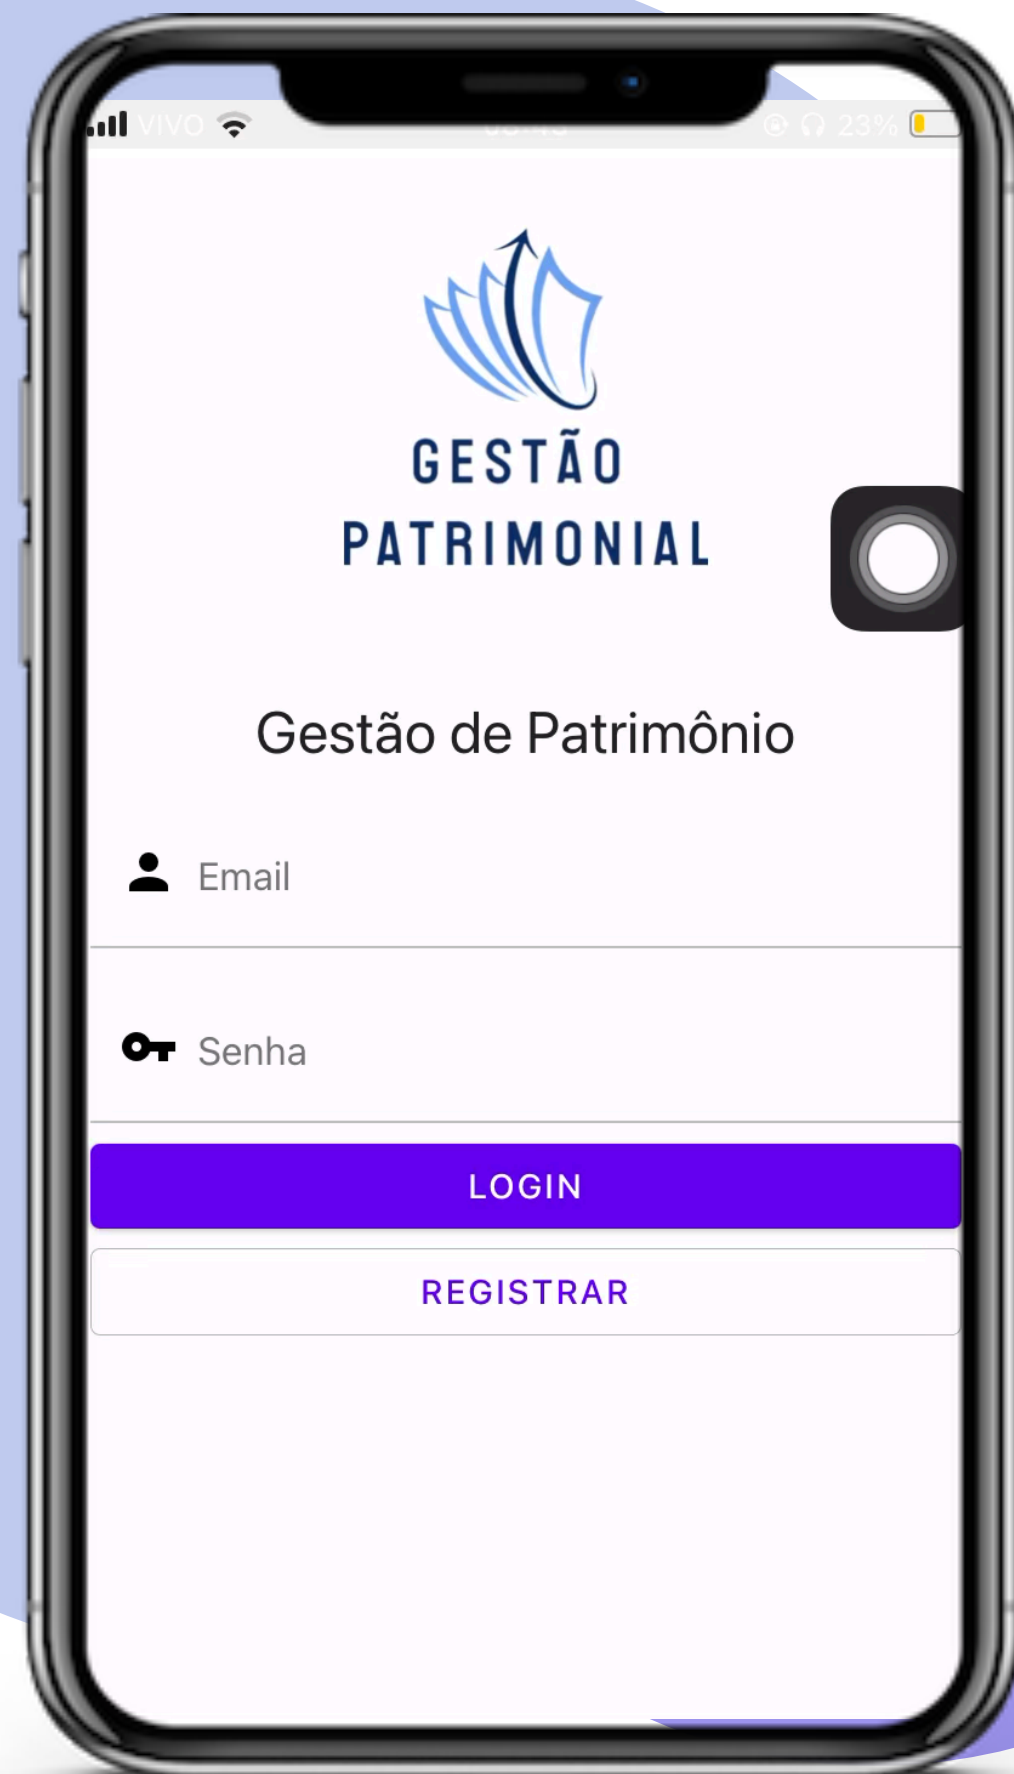 VIVO 23%
GESTÃO
PATRIMONIAL
Gestão de Patrimônio
Email
Senha
LOGIN
REGISTRAR